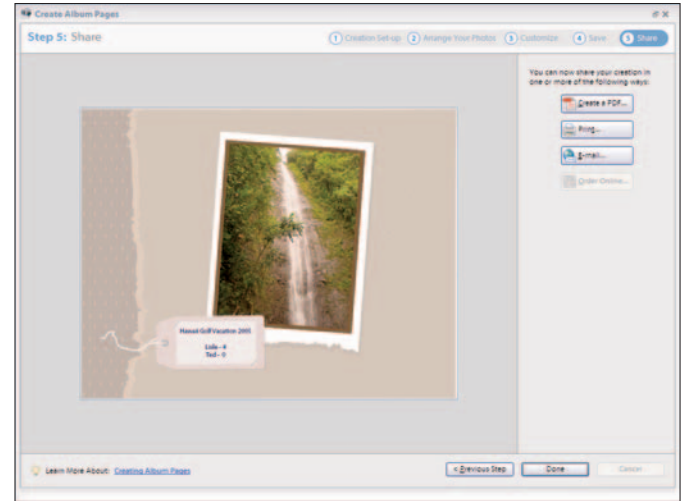 Create Album Pages
Step 5: Share
1 Creation Set-up 2 Arrange Your Photos 3 Customize 4 Save 5 Share
You can now share your creation in
one or more of the following ways:
Create a PDF...
Print...
E-mail...
Order Online...
Hawaii Golf Vacation 2005
Ted - 0
Learn More About: Creating Album Pages
< Previous Step
Done
Cancel